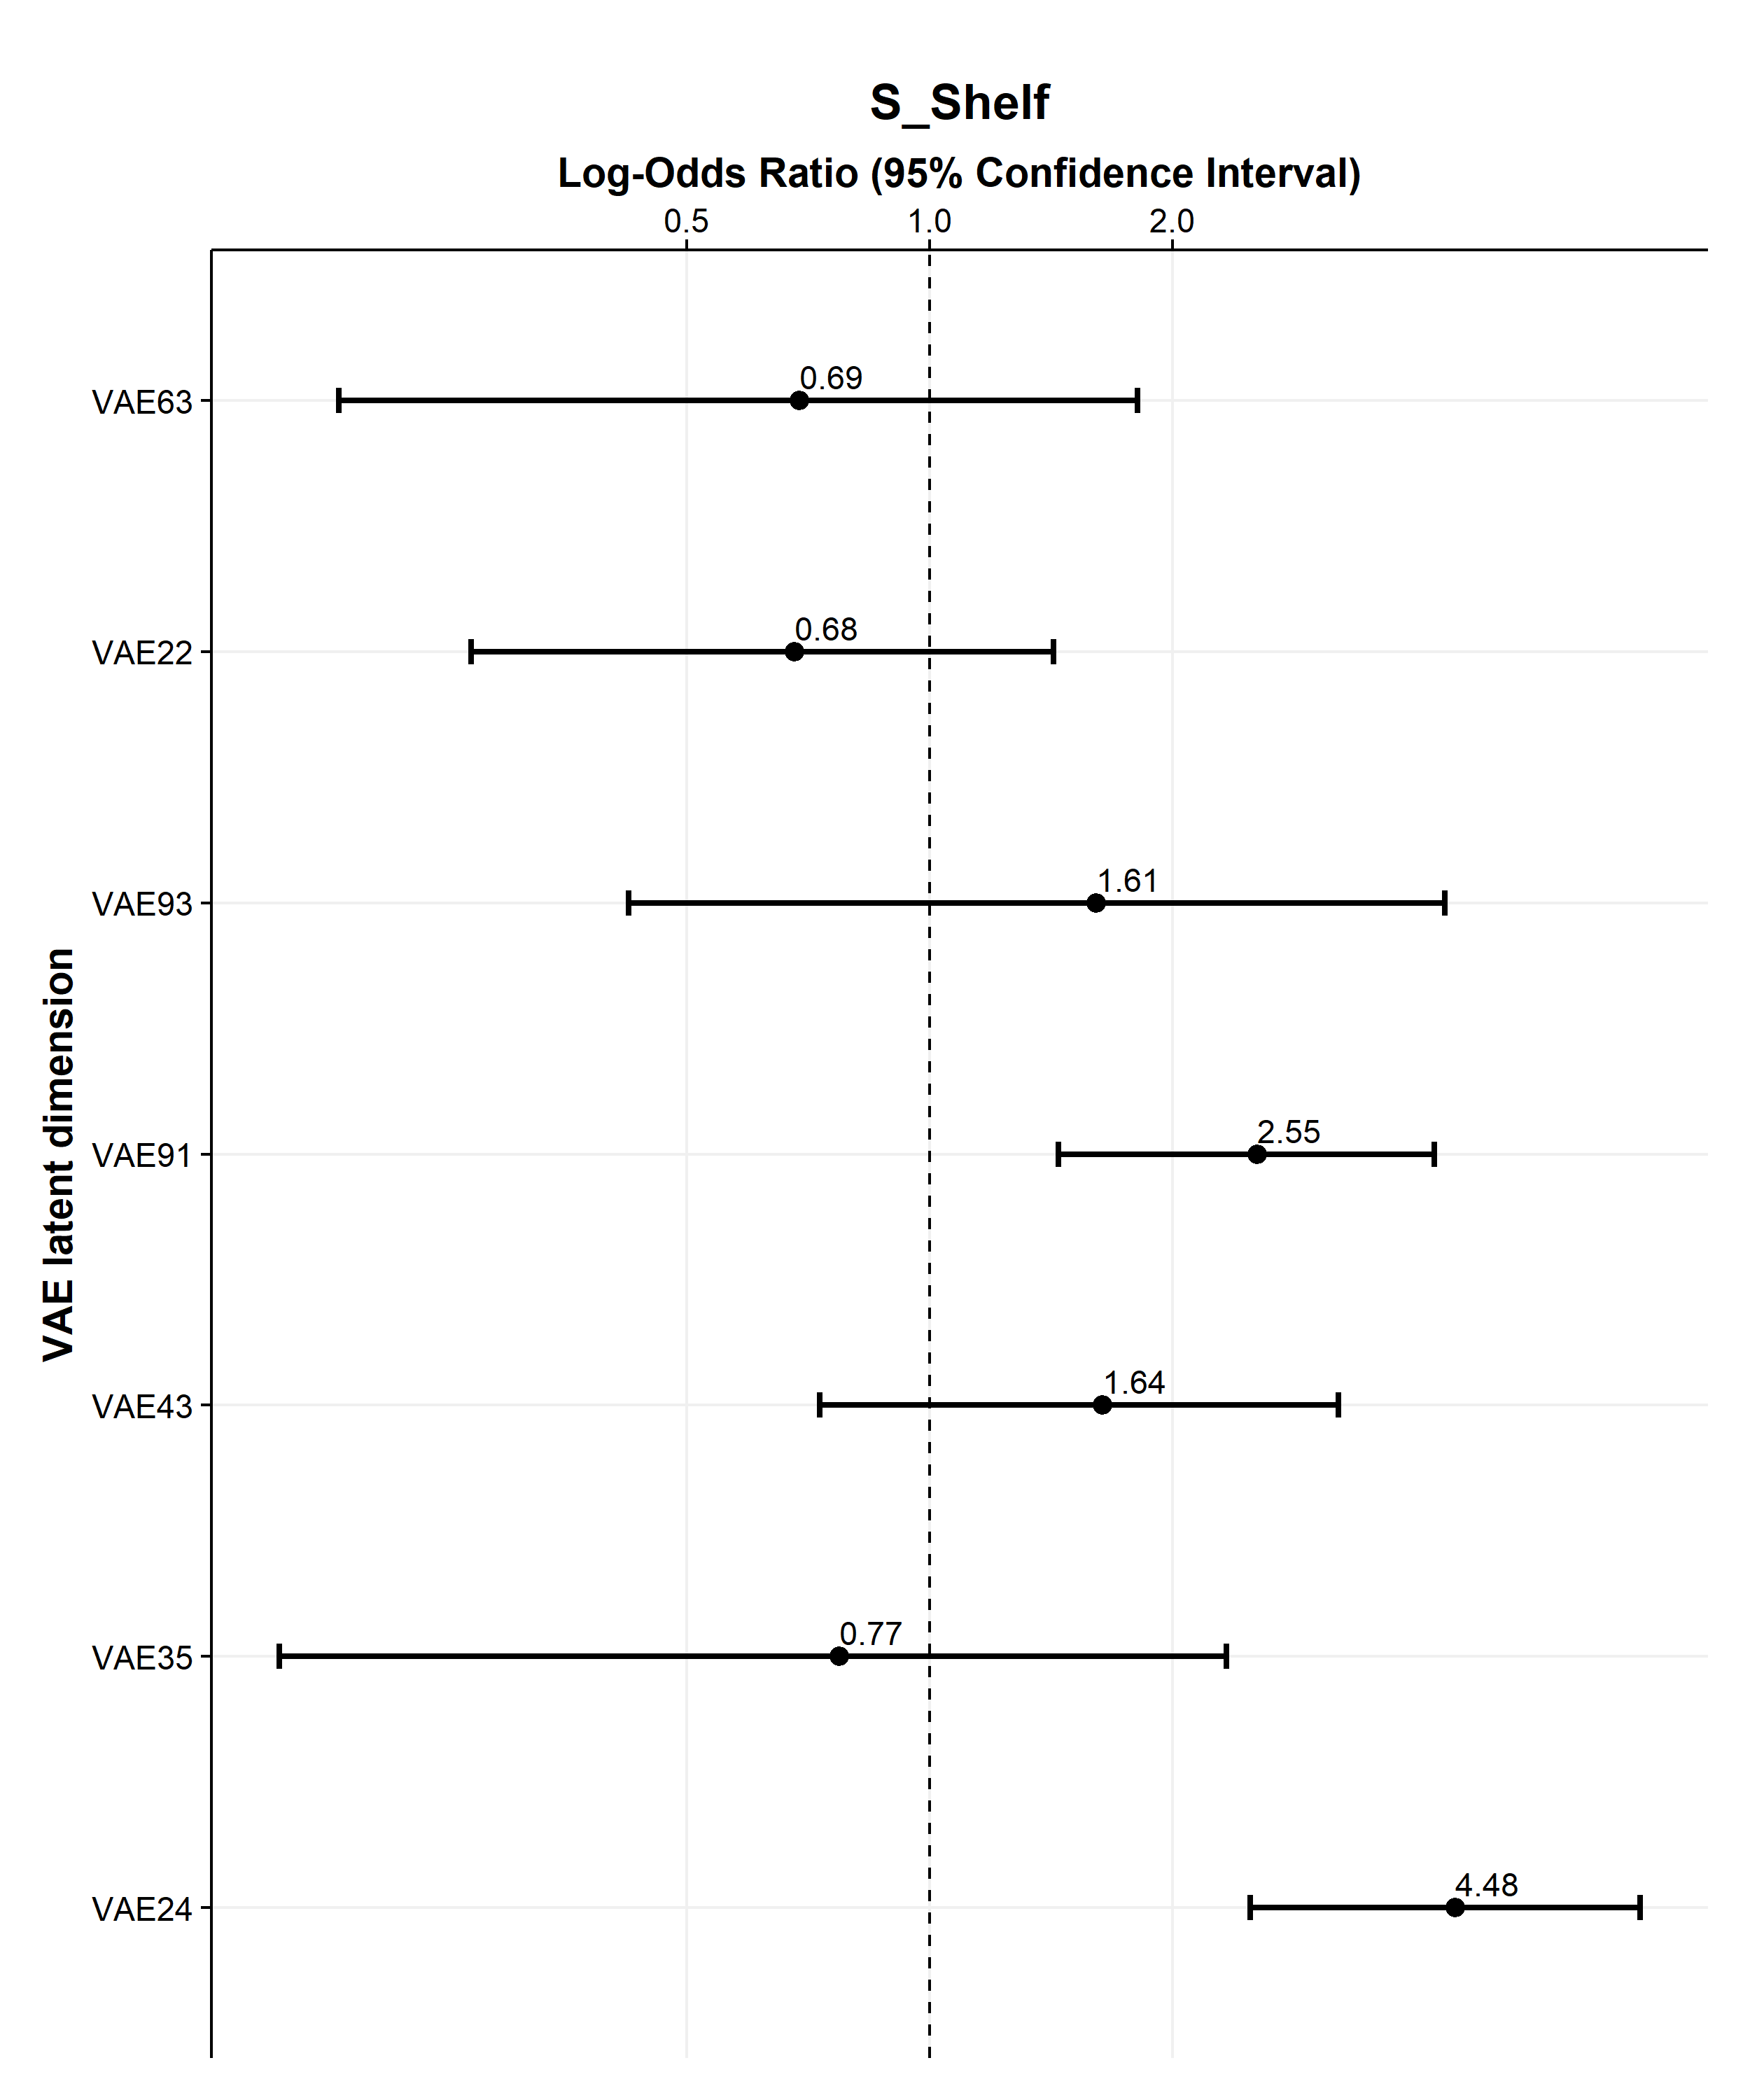 S_Shelf
Log-Odds Ratio (95% Confidence Interval)
0.5 1.0 2.0
VAE63 0.69
VAE22 0.68
VAE93 1.61
VAE91 2.55
VAE43 1.64
VAE35 0.77
VAE24 4.48
VAE latent dimension